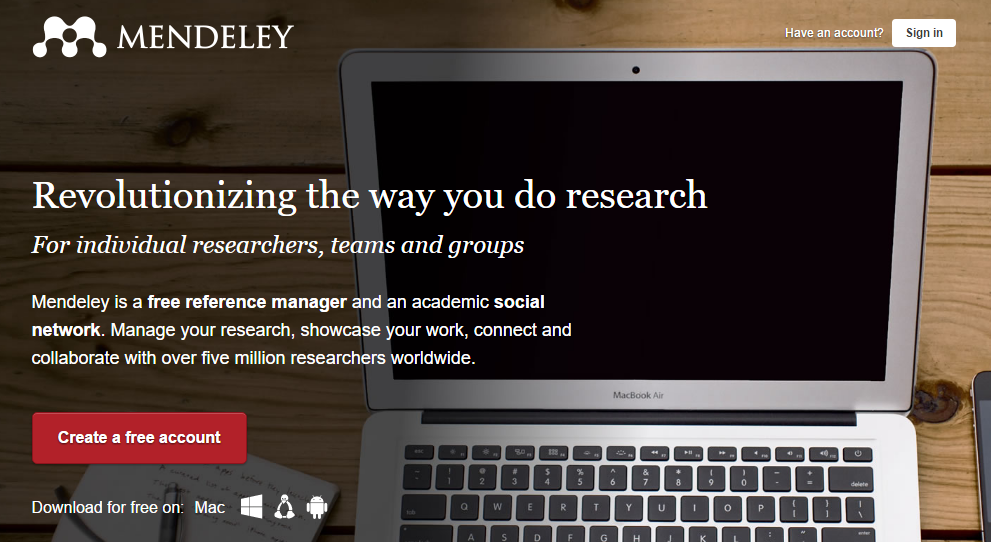 MENDELEY
Have an account? Sign in
Revolutionizing the way you do research
For individual researchers, teams and groups
Mendeley is a free reference manager and an academic social
network. Manage your research, showcase your work, connect and
collaborate with over five million researchers worldwide.
MacBook Air
Create a free account
Download for free on: Mac
delete
tab Q W E R T Y U I O P
A S D F G H J K L